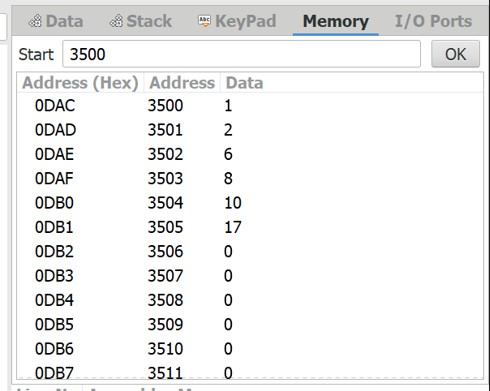 Data Stack Abc KeyPad Memory I/O Ports
Start 3500 OK
Address (Hex) Address Data
0DAC 3500 1
0DAD 3501 2
0DAE 3502 6
0DAF 3503 8
0DB0 3504 10
0DB1 3505 17
0DB2 3506 0
0DB3 3507 0
0DB4 3508 0
0DB5 3509 0
0DB6 3510 0
0DB7 3511 0